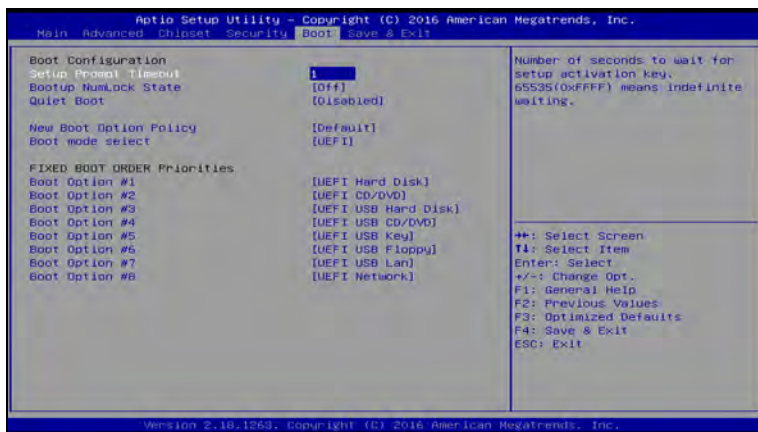 Aptio Setup Utility - Copyright (C) 2016 American Megatrends, Inc.
Main Advanced Chipset Security Boot Save & Exit
Boot Configuration
Setup Prompt Timeout 1
Bootup NumLock State [Off]
Quiet Boot [Disabled]
New Boot Option Policy [Default]
Boot mode select [UEFI]
FIXED BOOT ORDER Priorities
Boot Option #1 [UEFI Hard Disk]
Boot Option #2 [UEFI CD/DVD]
Boot Option #3 [UEFI USB Hard Disk]
Boot Option #4 [UEFI USB CD/DVD]
Boot Option #5 [UEFI USB Key]
Boot Option #6 [UEFI USB Floppy]
Boot Option #7 [UEFI USB Lan]
Boot Option #8 [UEFI Network]
Number of seconds to wait for
setup activation key.
65535(0xFFFF) means indefinite
waiting.
→←: Select Screen
↑↓: Select Item
Enter: Select
+/-: Change Opt.
F1: General Help
F2: Previous Values
F3: Optimized Defaults
F4: Save & Exit
ESC: Exit
Version 2.18.1263. Copyright (C) 2016 American Megatrends, Inc.